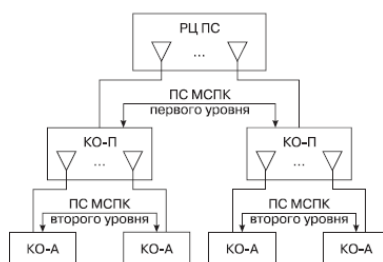 РЦ ПС
...
ПС МСПК
первого уровня
КО-П
...
КО-П
...
ПС МСПК
второго уровня
ПС МСПК
второго уровня
КО-А
КО-А
КО-А
КО-А